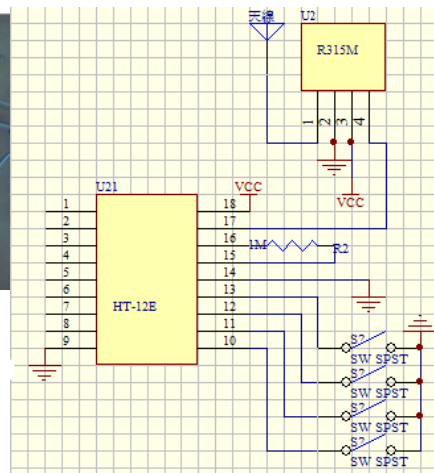 天線
U2
R315M
1
2
3
4
U21
VCC
VCC
1
2
3
4
5
6
7
8
9
HT-12E
18
17
16
15
14
13
12
11
10
1M
R2
S?
SW SPST
S?
SW SPST
S?
SW SPST
S?
SW SPST